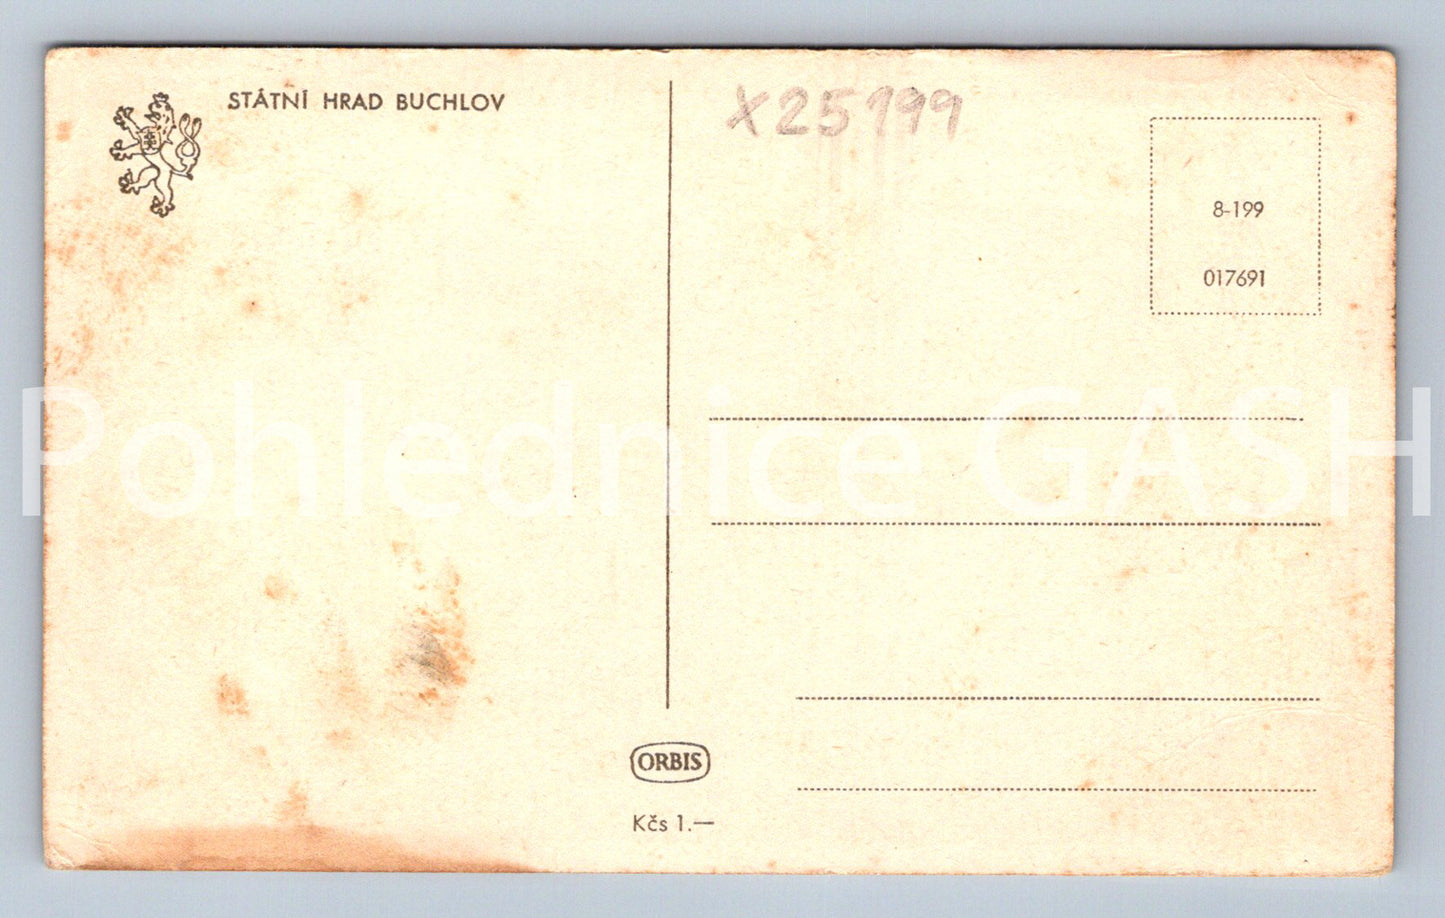 STÁTNÍ HRAD BUCHLOV
X25199
8-199
017691
Pohlednice GASH
ORBIS
Kčs 1.—